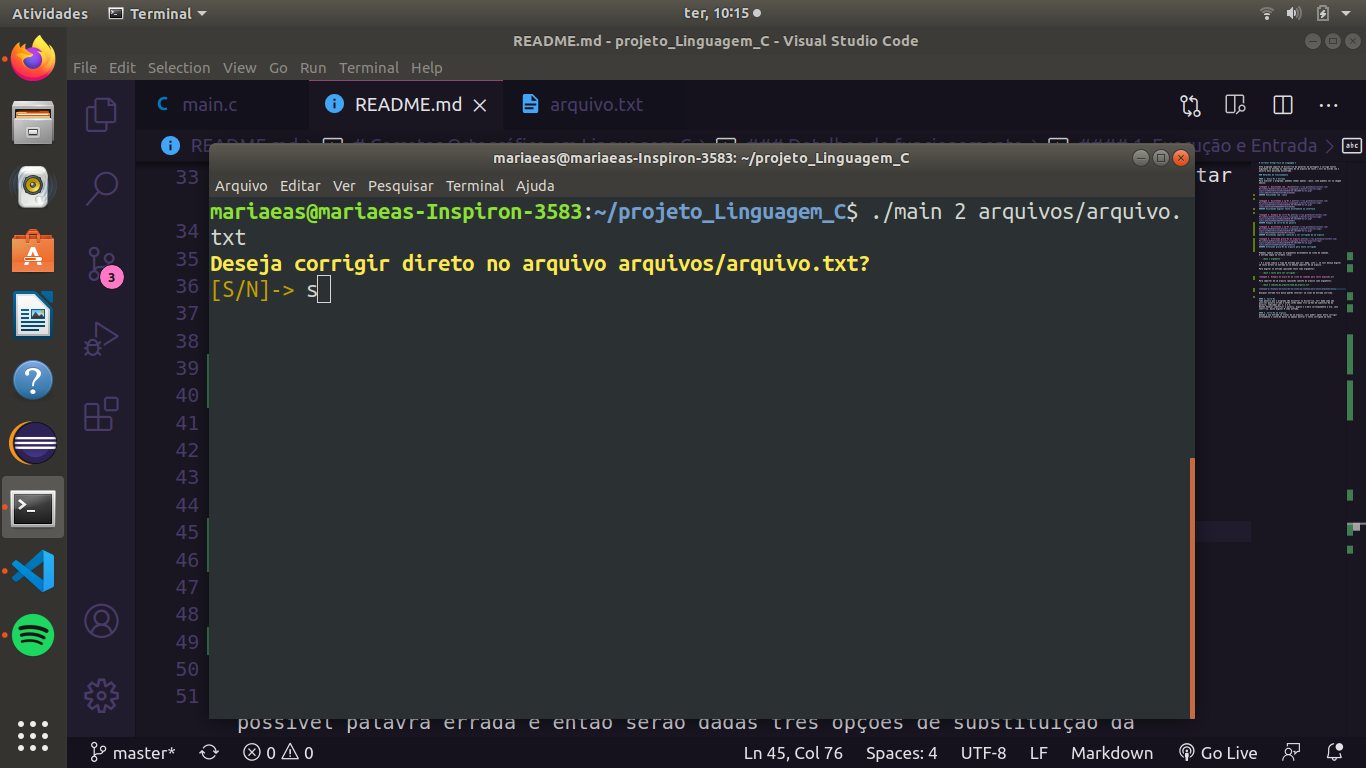 Atividades Terminal ter, 10:15
README.md - projeto_Linguagem_C - Visual Studio Code
File Edit Selection View Go Run Terminal Help
main.c README.md arquivo.txt
mariaeas@mariaeas-Inspiron-3583: ~/projeto_Linguagem_C
Arquivo Editar Ver Pesquisar Terminal Ajuda
mariaeas@mariaeas-Inspiron-3583:~/projeto_Linguagem_C$ ./main 2 arquivos/arquivo.
txt
Deseja corrigir direto no arquivo arquivos/arquivo.txt?
[S/N]-> s
33
34
35
36
37
38
39
40
41
42
43
44
45
46
47
48
49
50
51
3
possível palavra errada e então serão dadas três opções de substituição da
master* 0 0 Ln 45, Col 76 Spaces: 4 UTF-8 LF Markdown Go Live